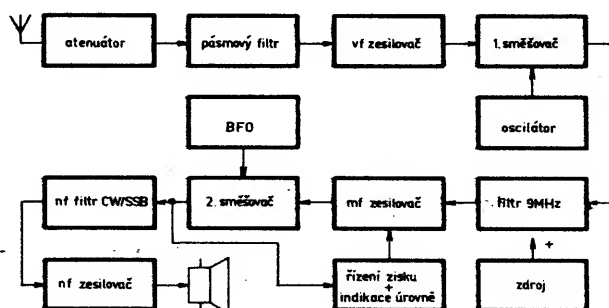 atenuátor
pásmový filtr
vf zesilovač
1. směšovač
BFO
oscilátor
nf filtr CW/SSB
2. směšovač
mf zesilovač
filtr 9MHz
+
nf zesilovač
řízení zisku
+
indikace úrovně
zdroj